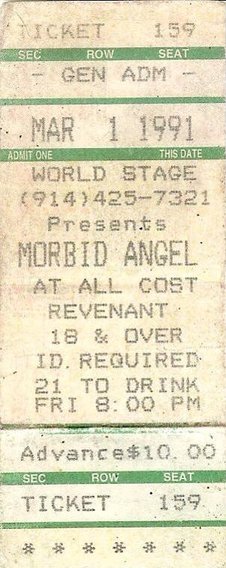 TICKET 159
SEC ROW SEAT
- GEN ADM -
MAR 1 1991
ADMIT ONE THIS DATE
WORLD STAGE
(914)425-7321
Presents
MORBID ANGEL
AT ALL COST
REVENANT
18 & OVER
ID. REQUIRED
21 TO DRINK
FRI 8:00 PM
Advance$10.00
SEC ROW SEAT
TICKET 159
* * * * * * *